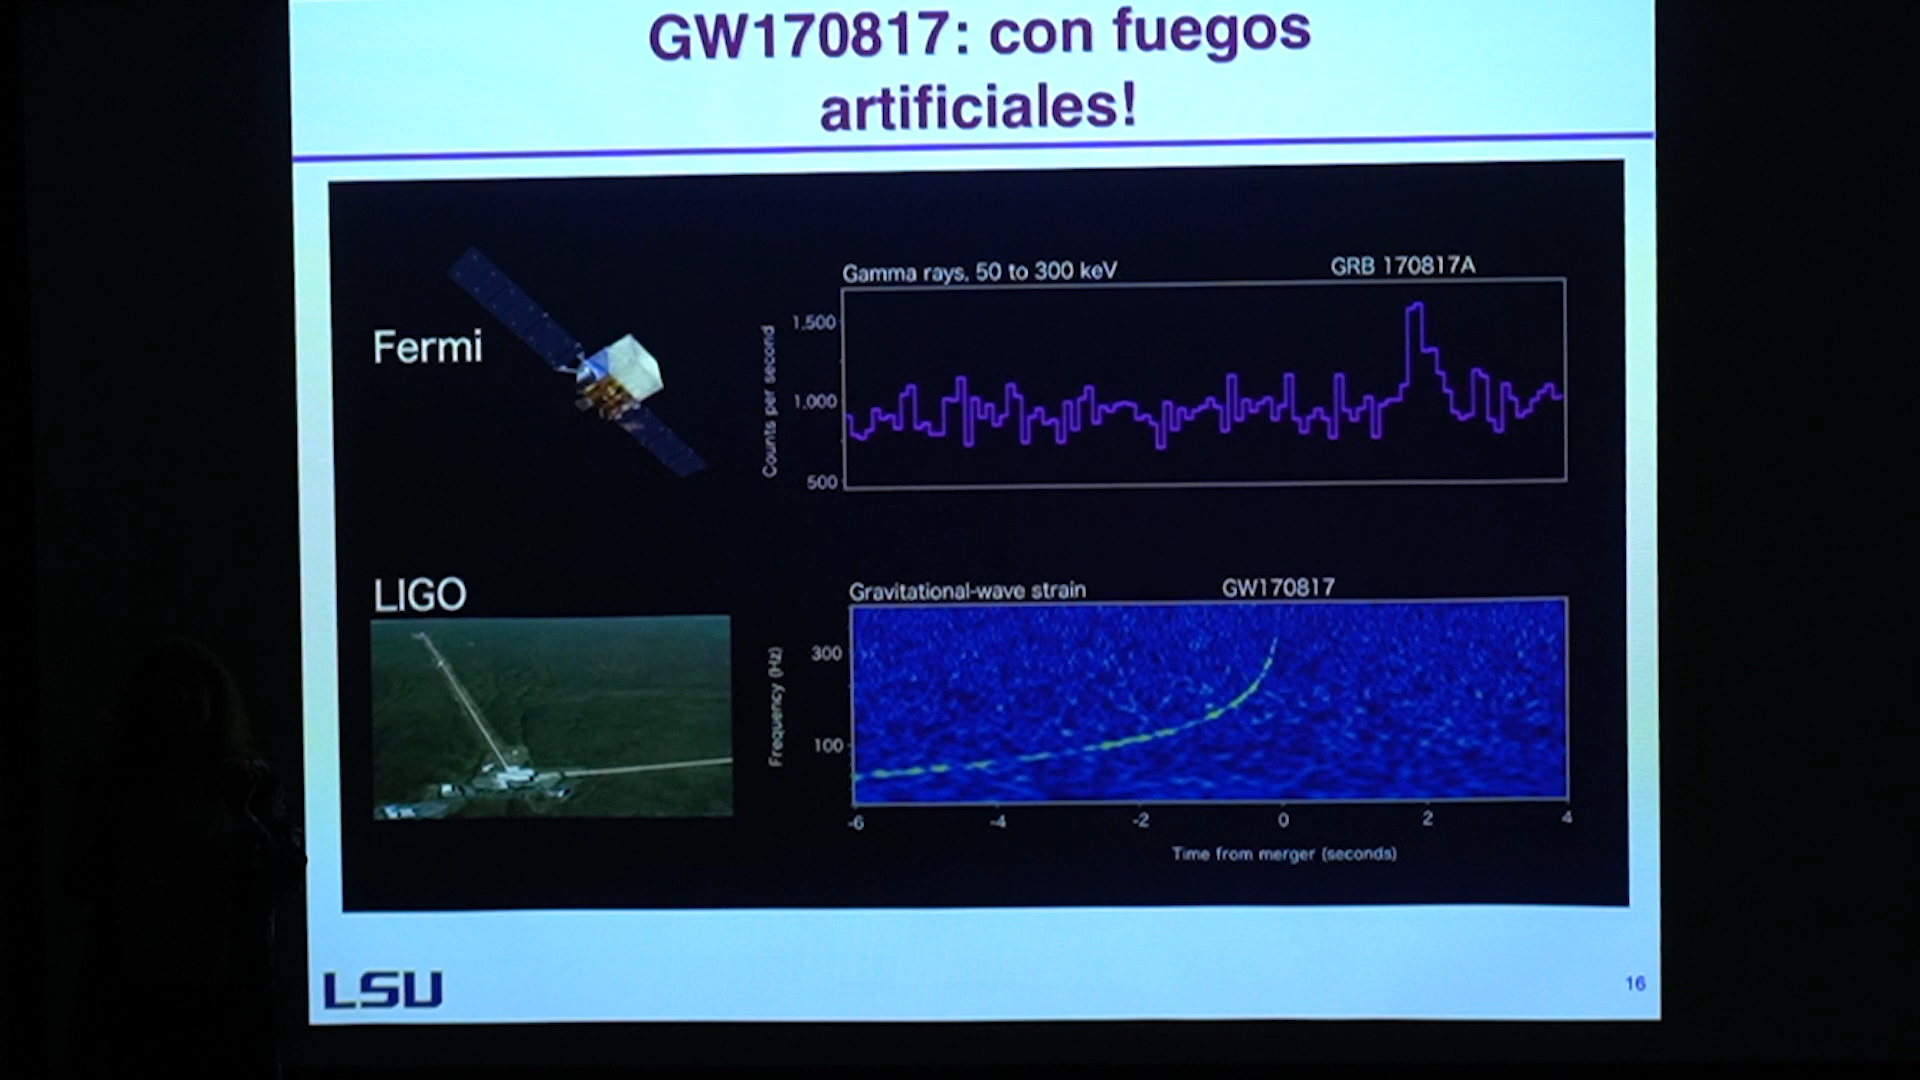 GW170817: con fuegos
artificiales!
Fermi
Gamma rays, 50 to 300 keV
GRB 170817A
Counts per second
1,500
1,000
500
LIGO
Gravitational-wave strain
GW170817
Frequency (Hz)
300
100
-6 -4 -2 0 2 4
Time from merger (seconds)
LSU
16